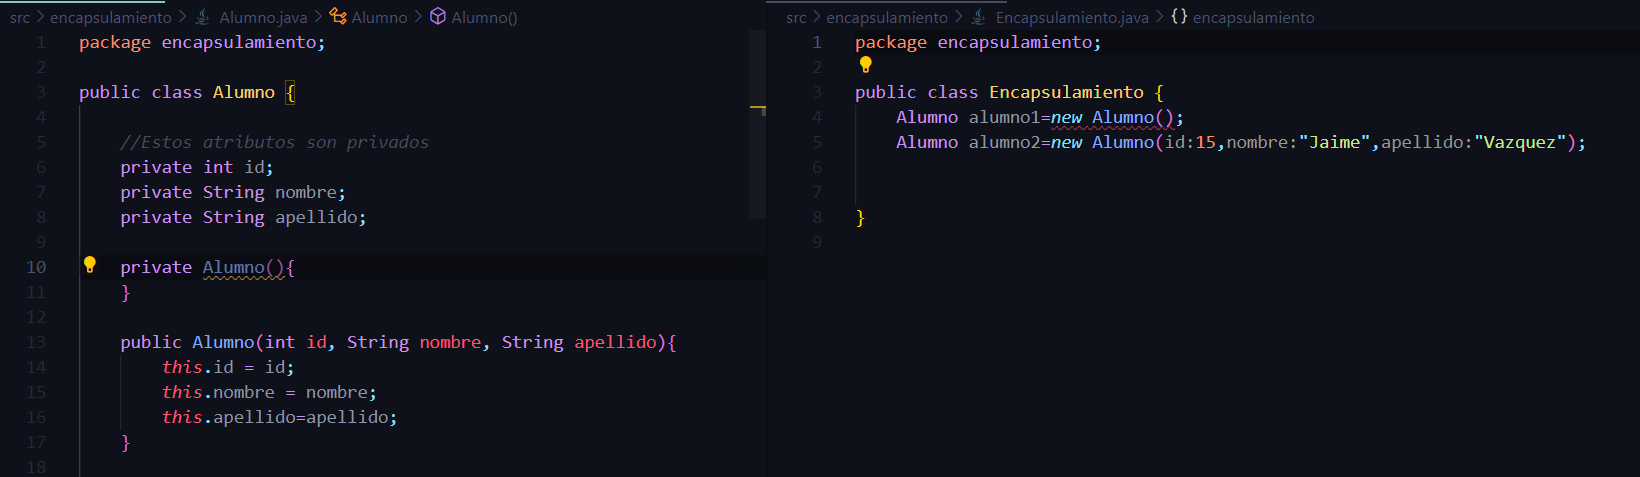 src > encapsulamiento > Alumno.java > Alumno > Alumno()
1 package encapsulamiento;
2
3 public class Alumno {
4
5 //Estos atributos son privados
6 private int id;
7 private String nombre;
8 private String apellido;
9
10 private Alumno(){
11 }
12
13 public Alumno(int id, String nombre, String apellido){
14 this.id = id;
15 this.nombre = nombre;
16 this.apellido=apellido;
17 }
18
src > encapsulamiento > Encapsulamiento.java > {} encapsulamiento
1 package encapsulamiento;
2
3 public class Encapsulamiento {
4 Alumno alumno1=new Alumno();
5 Alumno alumno2=new Alumno(id:15,nombre:"Jaime",apellido:"Vazquez");
6
7
8 }
9